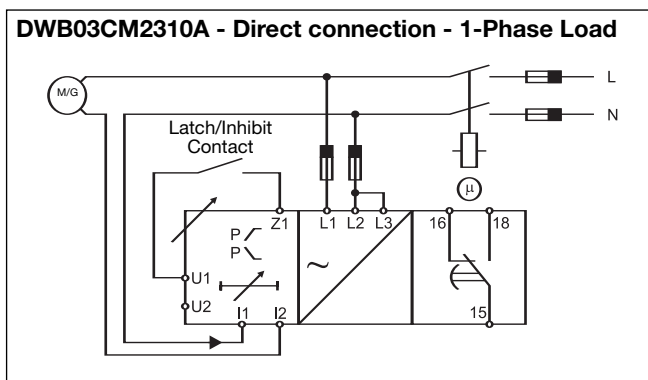 DWB03CM2310A - Direct connection - 1-Phase Load
M/G
L
N
Latch/Inhibit
Contact
μ
Z1 L1 L2 L3 16 18
P
P
~
U1
U2
I1 I2 15